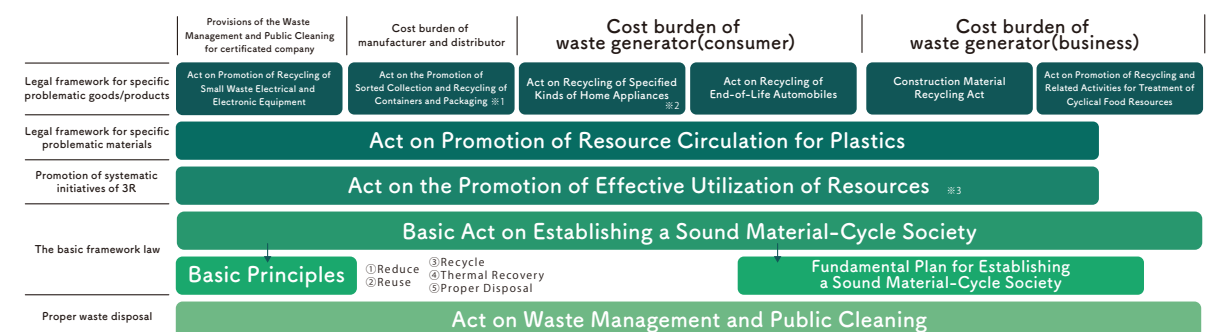 Provisions of the Waste
Management and Public Cleaning
for certificated company
Cost burden of
manufacturer and distributor
Cost burden of
waste generator(consumer)
Cost burden of
waste generator(business)
Legal framework for specific
problematic goods/products
Act on Promotion of Recycling of
Small Waste Electrical and
Electronic Equipment
Act on the Promotion of
Sorted Collection and Recycling of
Containers and Packaging ※1
Act on Recycling of Specified
Kinds of Home Appliances
※2
Act on Recycling of
End-of-Life Automobiles
Construction Material
Recycling Act
Act on Promotion of Recycling and
Related Activities for Treatment of
Cyclical Food Resources
Legal framework for specific
problematic materials
Act on Promotion of Resource Circulation for Plastics
Promotion of systematic
initiatives of 3R
Act on the Promotion of Effective Utilization of Resources ※3
The basic framework law
Basic Act on Establishing a Sound Material-Cycle Society
Basic Principles
①Reduce
②Reuse
③Recycle
④Thermal Recovery
⑤Proper Disposal
Fundamental Plan for Establishing
a Sound Material-Cycle Society
Proper waste disposal
Act on Waste Management and Public Cleaning